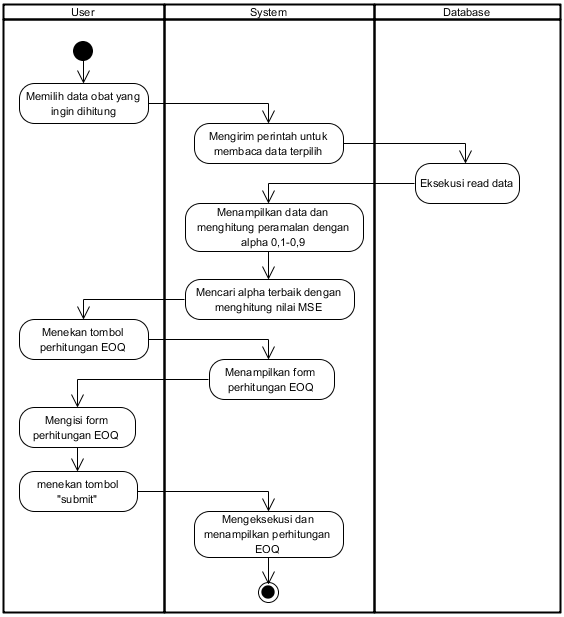 User
System
Database
Memilih data obat yang
ingin dihitung
Mengirim perintah untuk
membaca data terpilih
Eksekusi read data
Menampilkan data dan
menghitung peramalan dengan
alpha 0,1-0,9
Mencari alpha terbaik dengan
menghitung nilai MSE
Menekan tombol
perhitungan EOQ
Menampilkan form
perhitungan EOQ
Mengisi form
perhitungan EOQ
menekan tombol
"submit"
Mengeksekusi dan
menampilkan perhitungan
EOQ